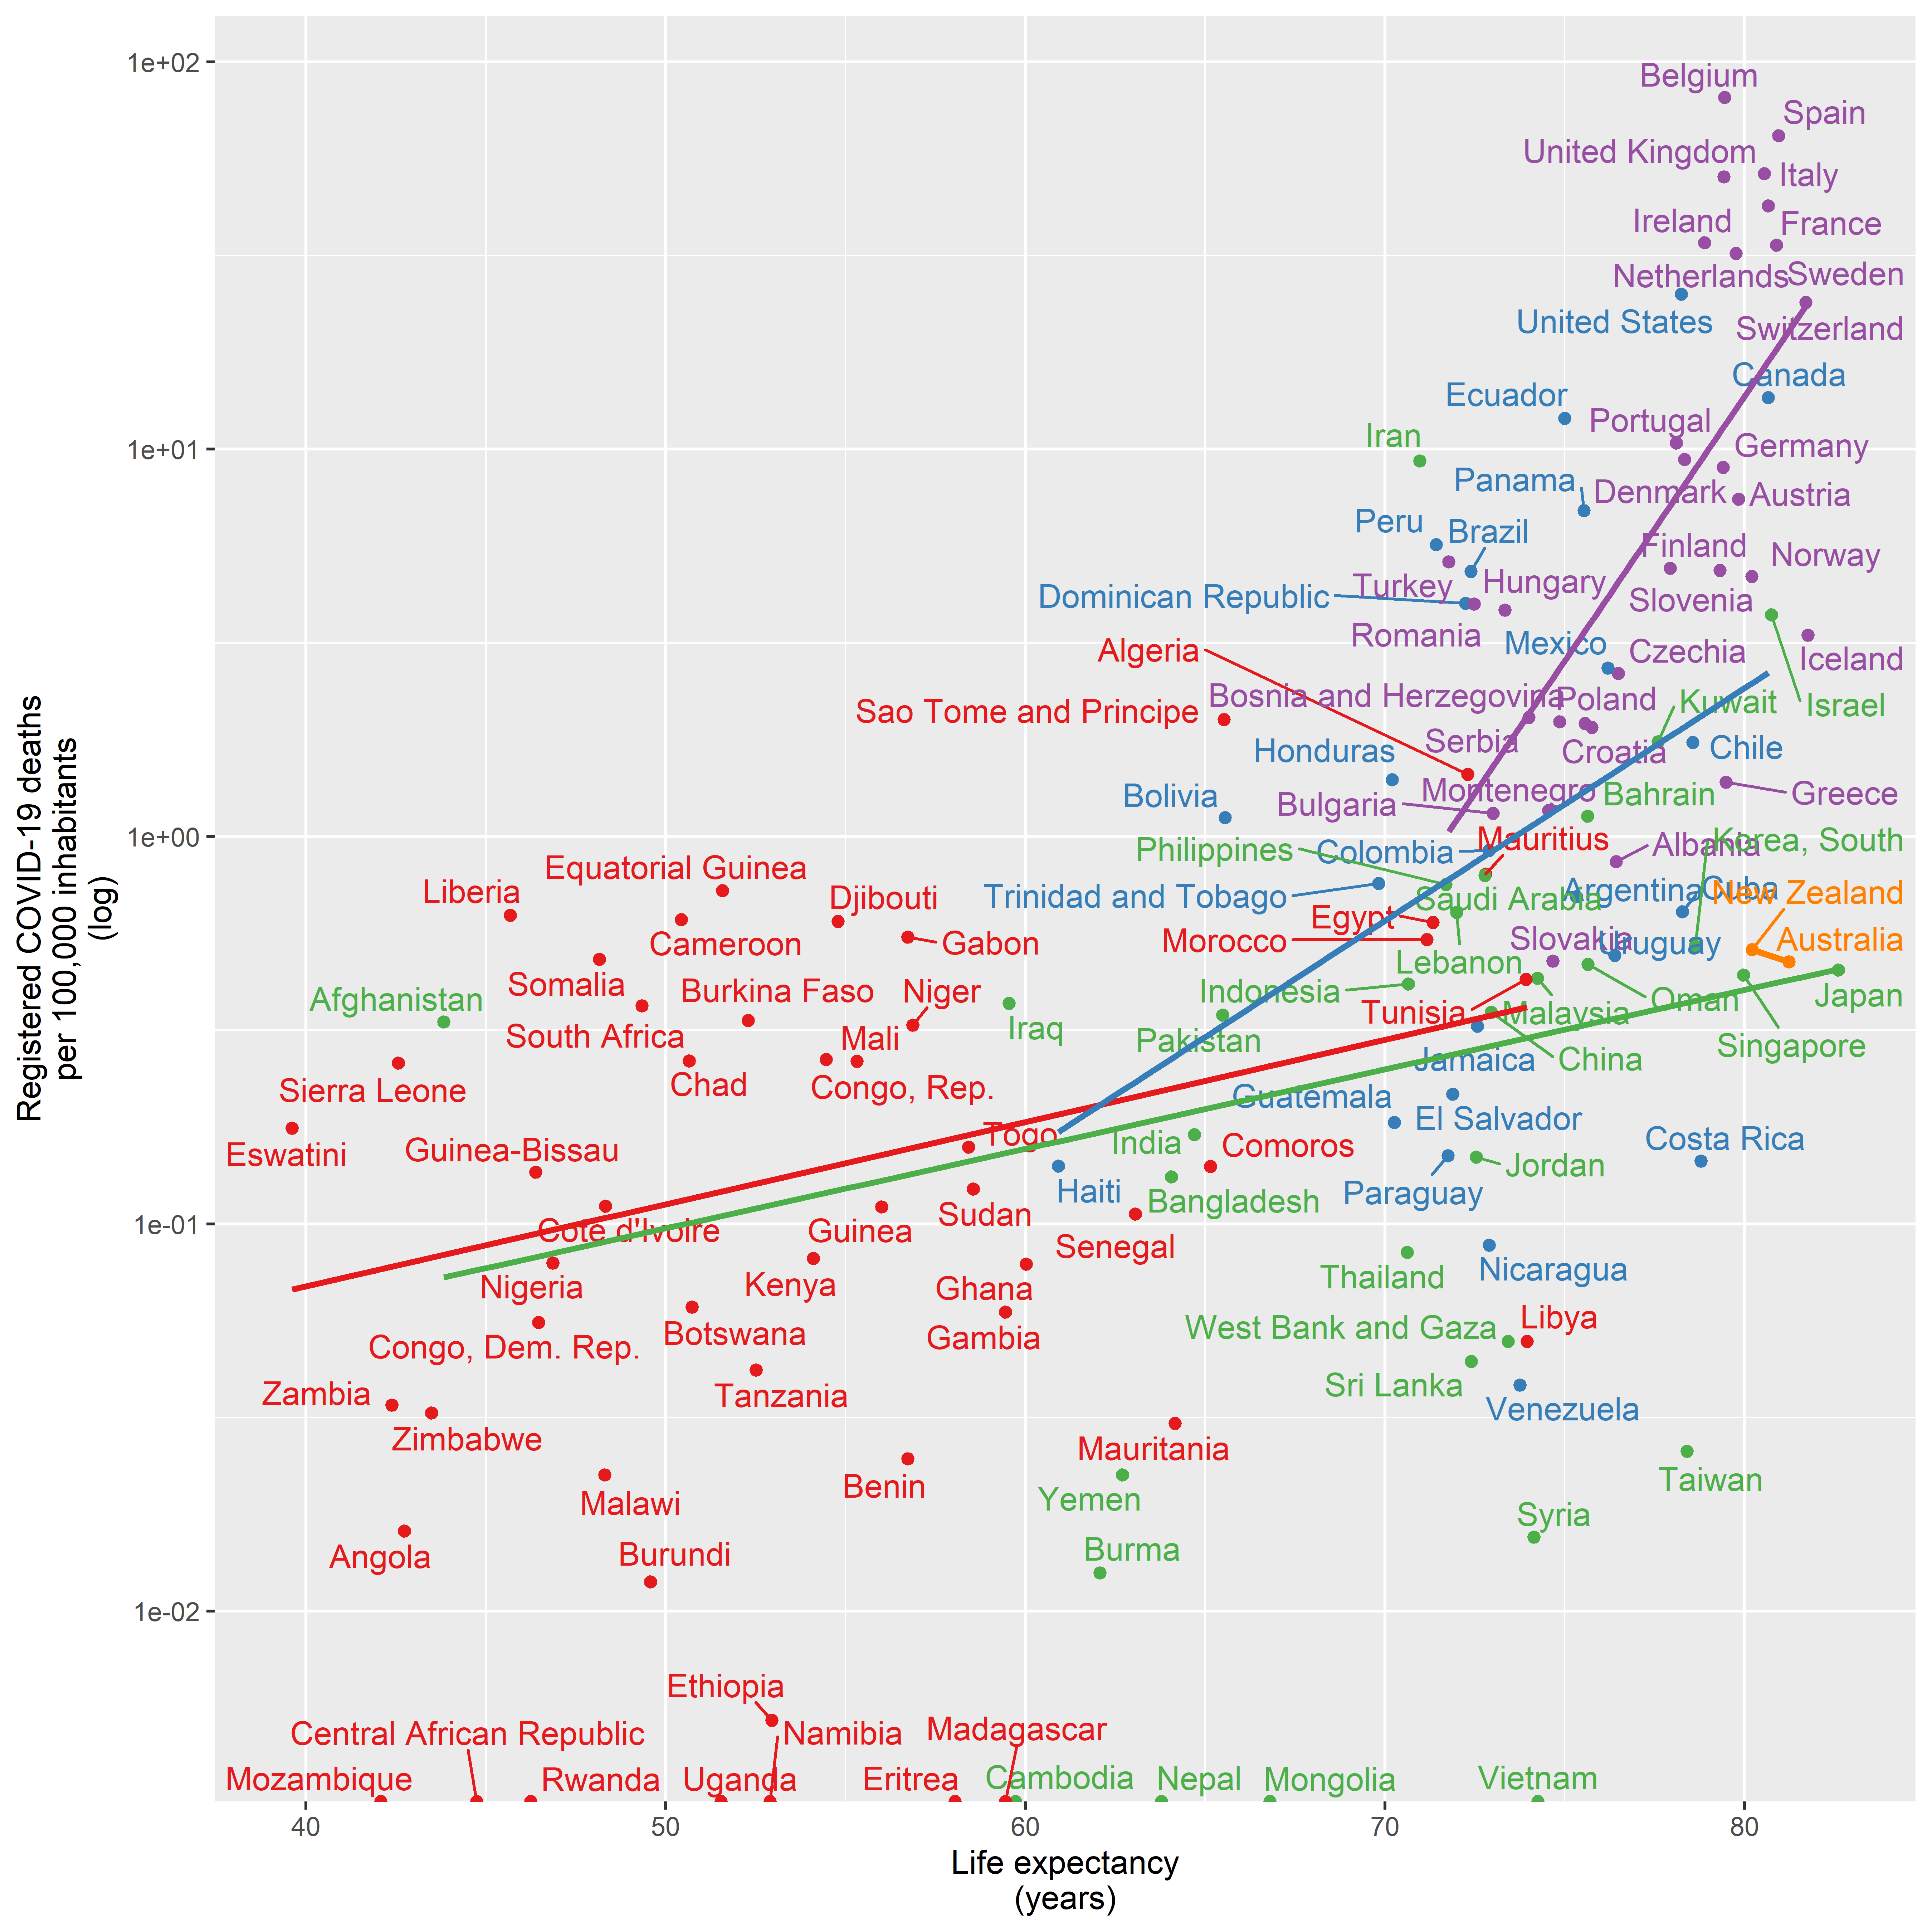 1e+02
Belgium
Spain
United Kingdom
Italy
Ireland
France
Netherlands
Sweden
United States
Switzerland
Canada
Ecuador
Portugal
Iran
Germany
1e+01
Panama
Denmark
Austria
Peru
Brazil
Finland
Norway
Turkey
Hungary
Dominican Republic
Slovenia
Romania
Mexico
Czechia
Algeria
Iceland
Bosnia and Herzegovina
Poland
Kuwait
Israel
Sao Tome and Principe
Serbia
Croatia
Chile
Honduras
Montenegro
Bahrain
Greece
Bolivia
Bulgaria
1e+00
Mauritius
Korea, South
Philippines
Colombia
Albania
Equatorial Guinea
Liberia
Djibouti
Trinidad and Tobago
Saudi Arabia
Argentina
Cuba
New Zealand
Egypt
Cameroon
Gabon
Morocco
Slovakia
Uruguay
Australia
Lebanon
Somalia
Burkina Faso
Niger
Indonesia
Oman
Japan
Afghanistan
Tunisia
Malaysia
South Africa
Mali
Iraq
Pakistan
Singapore
Jamaica
China
Sierra Leone
Chad
Congo, Rep.
Guatemala
El Salvador
Eswatini
Guinea-Bissau
Togo
India
Comoros
Costa Rica
Jordan
Haiti
Bangladesh
Paraguay
1e-01
Cote d'Ivoire
Guinea
Sudan
Senegal
Nigeria
Kenya
Ghana
Thailand
Nicaragua
Congo, Dem. Rep.
Botswana
Gambia
West Bank and Gaza
Libya
Zambia
Tanzania
Sri Lanka
Venezuela
Zimbabwe
Mauritania
Malawi
Benin
Yemen
Taiwan
Syria
Angola
Burundi
Burma
1e-02
Ethiopia
Central African Republic
Namibia
Madagascar
Mozambique
Rwanda
Uganda
Eritrea
Cambodia
Nepal
Mongolia
Vietnam
40
50
60
70
80
Life expectancy
(years)
Registered COVID-19 deaths
per 100,000 inhabitants
(log)